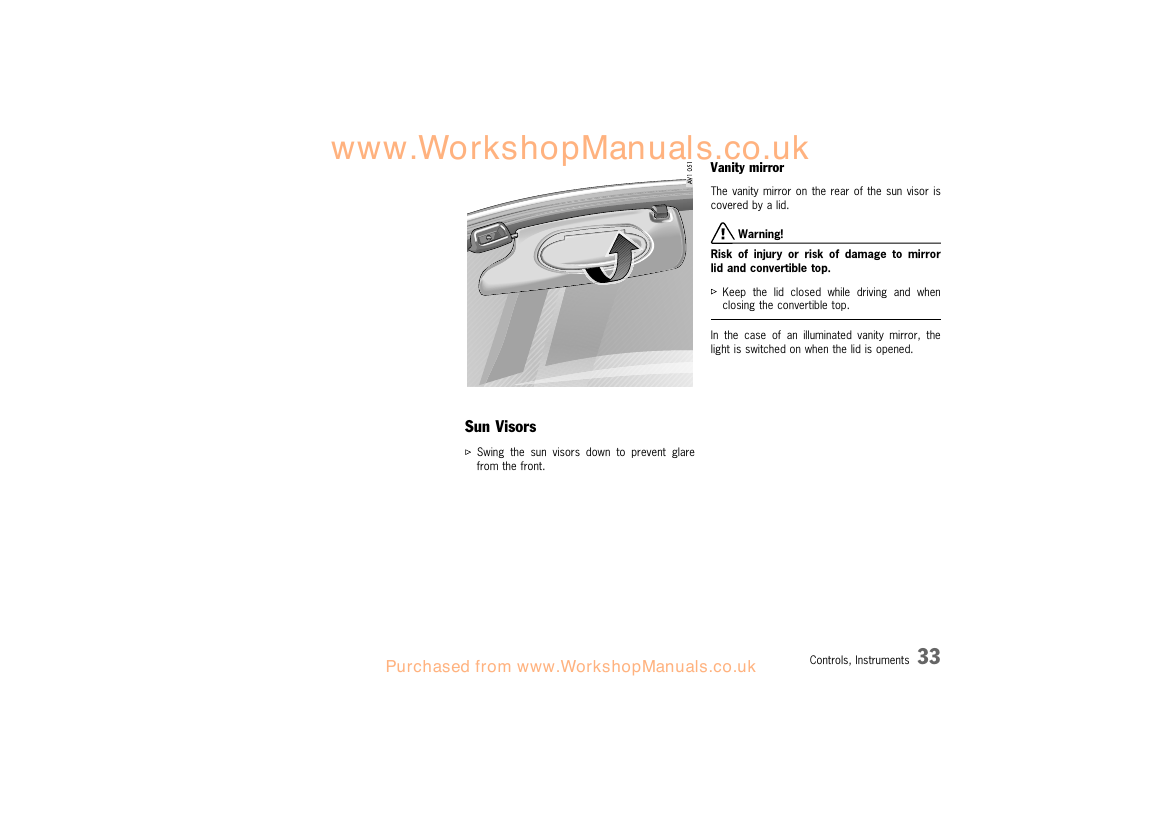 www.WorkshopManuals.co.uk
AV1 051
Sun Visors
▷ Swing the sun visors down to prevent glare
from the front.
Vanity mirror
The vanity mirror on the rear of the sun visor is
covered by a lid.
Warning!
Risk of injury or risk of damage to mirror
lid and convertible top.
▷ Keep the lid closed while driving and when
closing the convertible top.
In the case of an illuminated vanity mirror, the
light is switched on when the lid is opened.
Controls, Instruments 33
Purchased from www.WorkshopManuals.co.uk